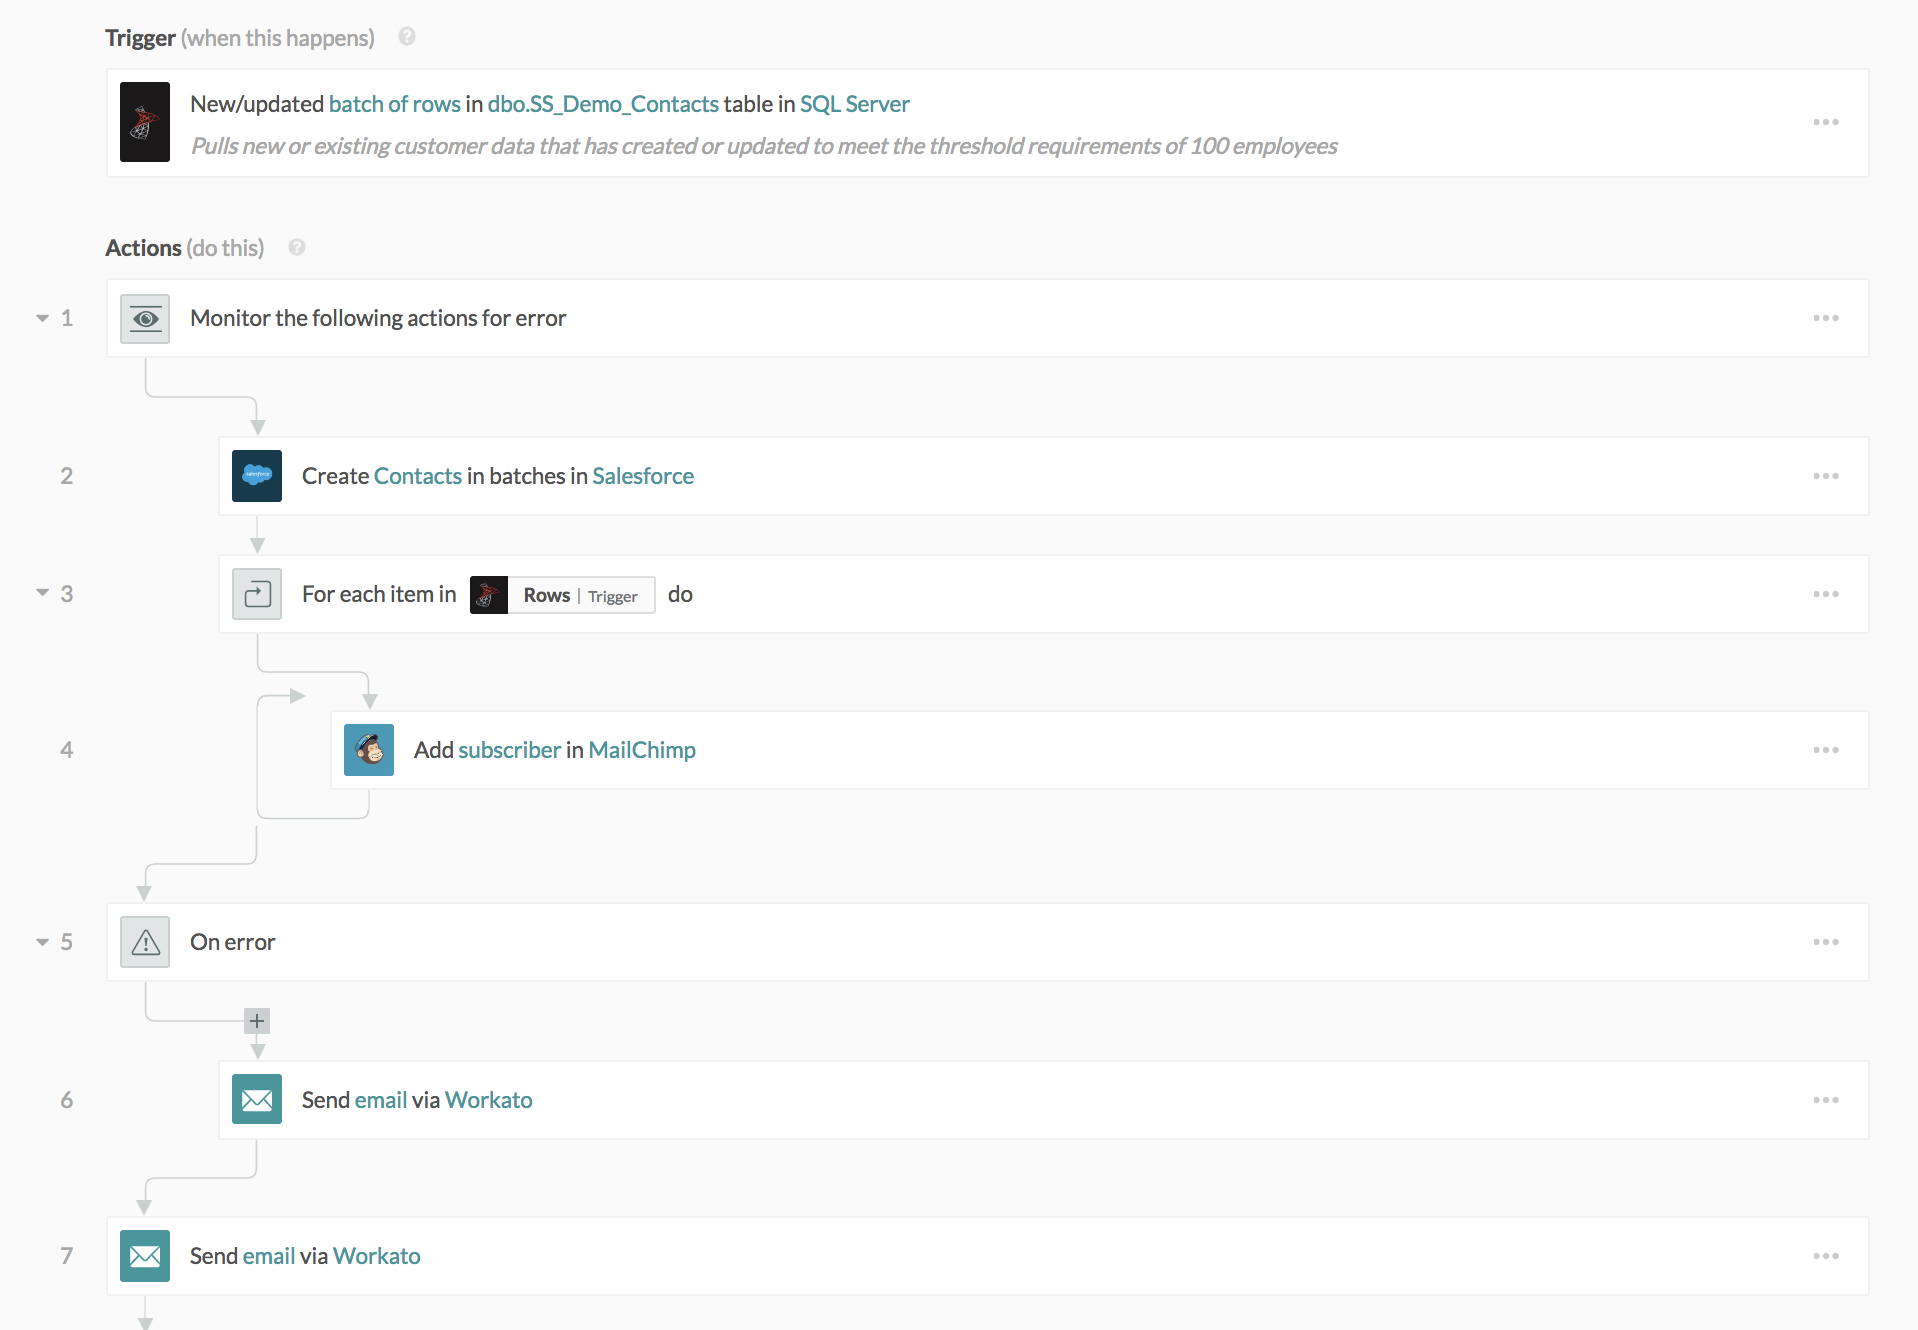 Trigger (when this happens) ?
New/updated batch of rows in dbo.SS_Demo_Contacts table in SQL Server
Pulls new or existing customer data that has created or updated to meet the threshold requirements of 100 employees
Actions (do this) ?
1 Monitor the following actions for error
2 salesforce Create Contacts in batches in Salesforce
3 For each item in Rows | Trigger do
4 Add subscriber in MailChimp
5 On error
+
6 Send email via Workato
7 Send email via Workato